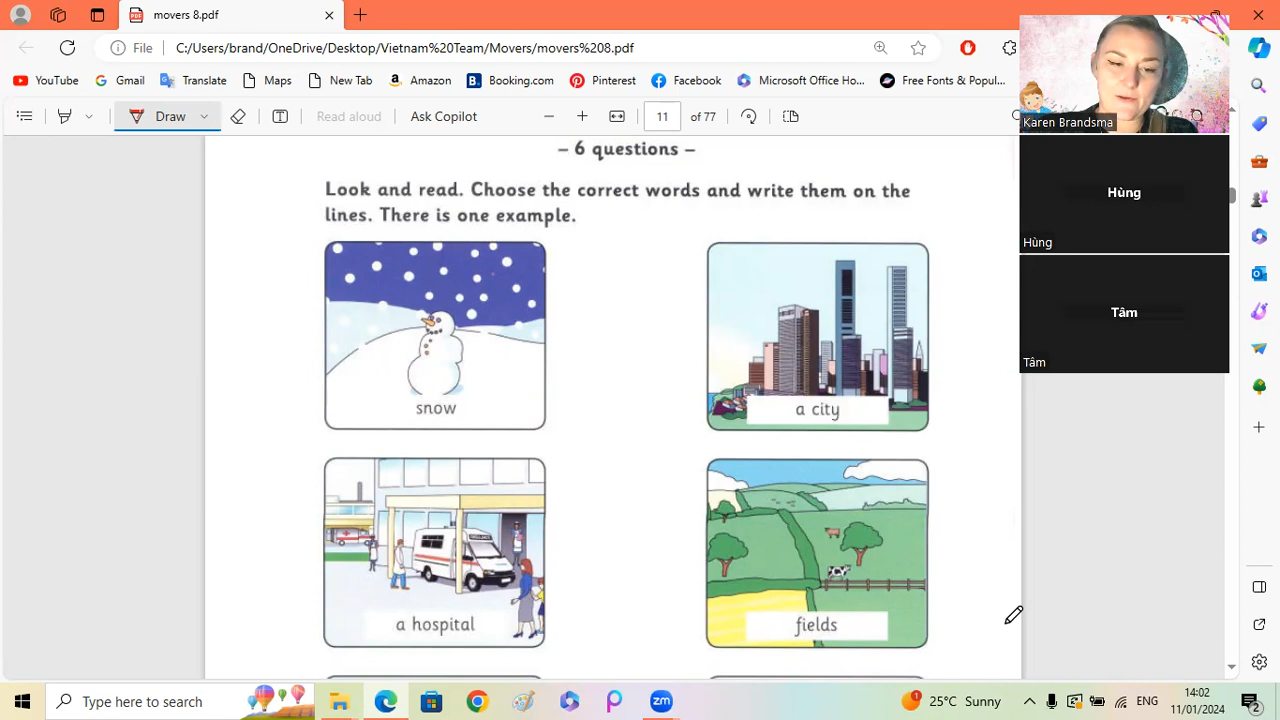 movers 8.pdf
File
C:/Users/brand/OneDrive/Desktop/Vietnam%20Team/Movers/movers%208.pdf
YouTube
Gmail
Translate
Maps
New Tab
Amazon
Booking.com
Pinterest
Facebook
Microsoft Office Ho...
Free Fonts & Popul...
Draw
Read aloud
Ask Copilot
11
of 77
Karen Brandsma
– 6 questions –
Look and read. Choose the correct words and write them on the
lines. There is one example.
Hùng
Hùng
Tâm
Tâm
snow
a city
a hospital
fields
Type here to search
zm
1
25°C Sunny
ENG
14:02
11/01/2024
2